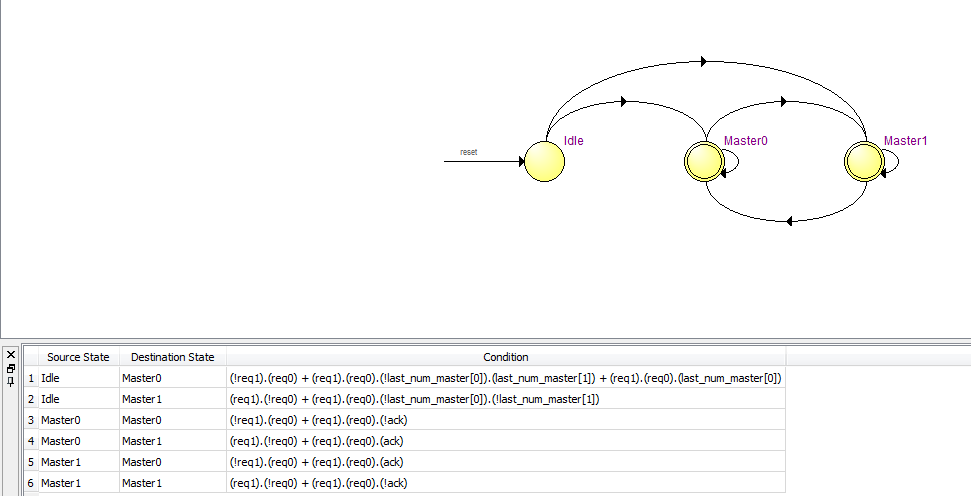 Idle
Master0
Master1
reset
Source State Destination State Condition
1 Idle Master0 (!req1).(req0) + (req1).(req0).(!last_num_master[0]).(last_num_master[1]) + (req1).(req0).(last_num_master[0])
2 Idle Master1 (req1).(!req0) + (req1).(req0).(!last_num_master[0]).(!last_num_master[1])
3 Master0 Master0 (!req1).(req0) + (req1).(req0).(!ack)
4 Master0 Master1 (req1).(!req0) + (req1).(req0).(ack)
5 Master1 Master0 (!req1).(req0) + (req1).(req0).(ack)
6 Master1 Master1 (req1).(!req0) + (req1).(req0).(!ack)